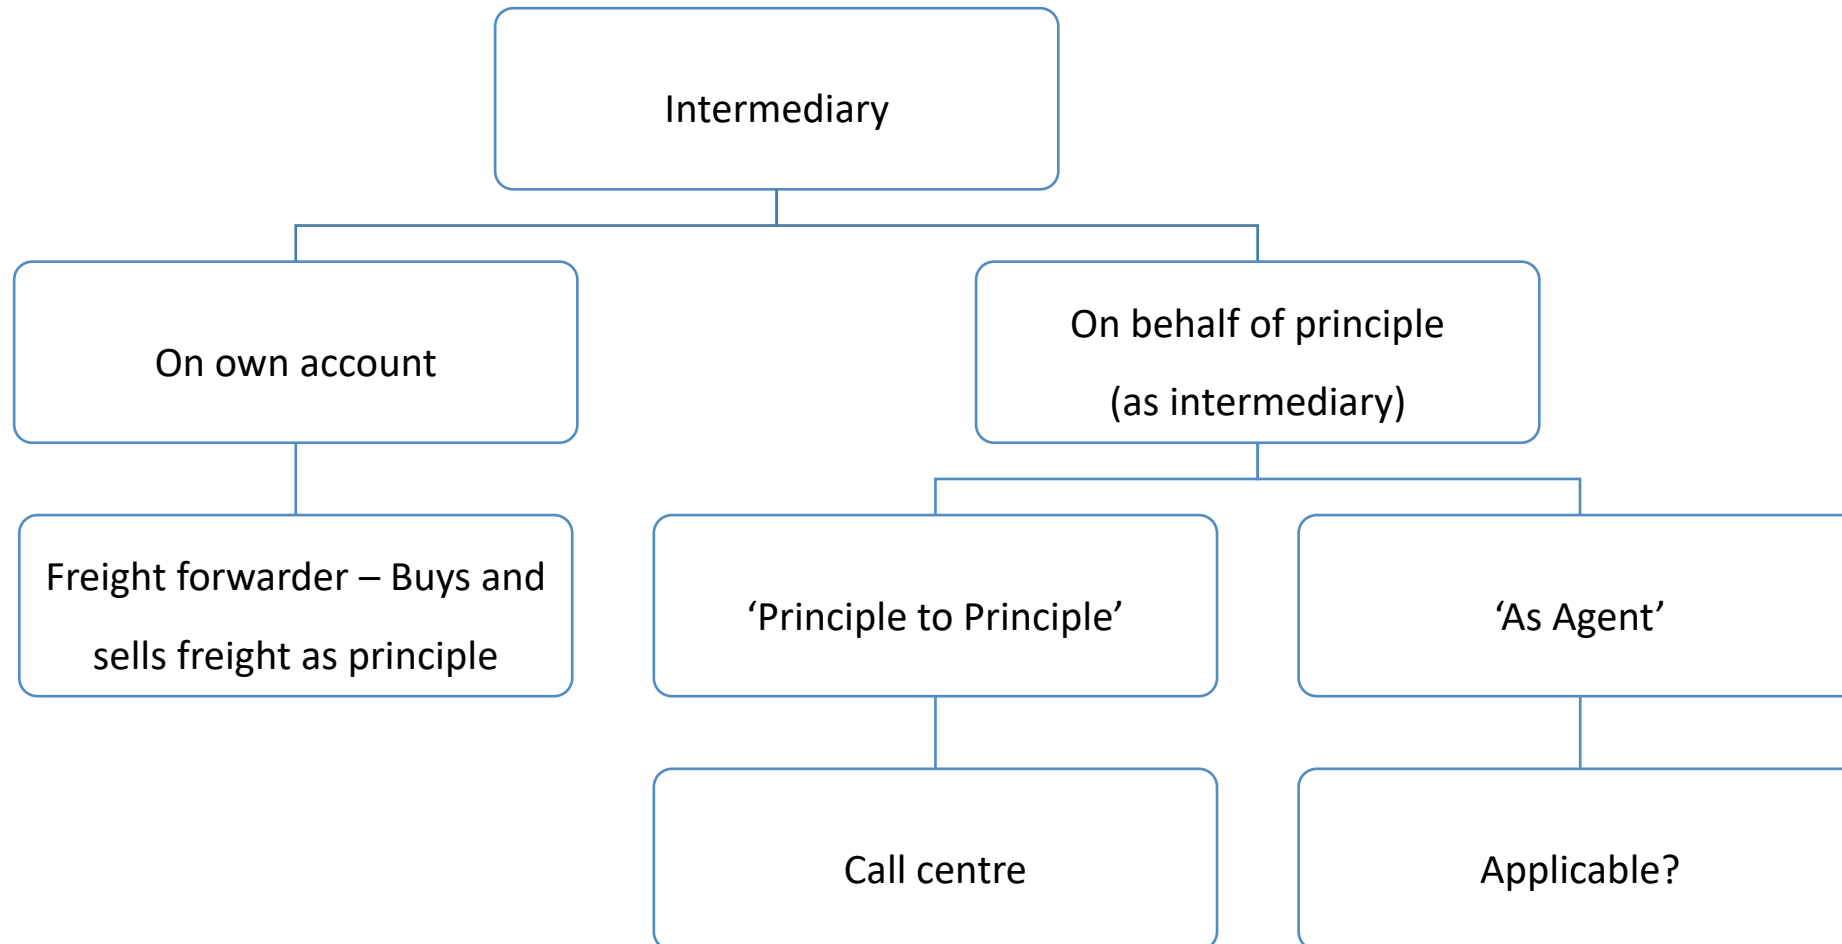 Intermediary
On own account
On behalf of principle
(as intermediary)
Freight forwarder – Buys and
sells freight as principle
‘Principle to Principle’
‘As Agent’
Call centre
Applicable?